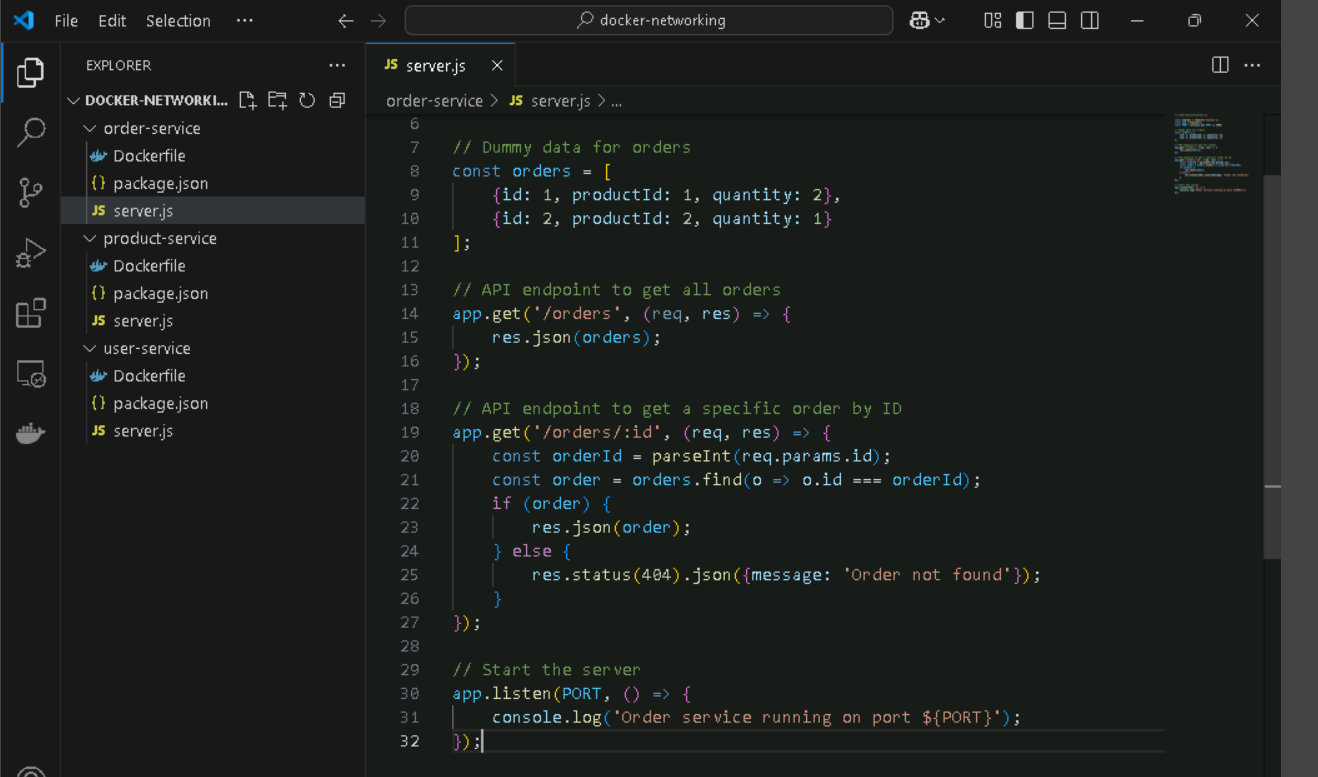 File Edit Selection ··· docker-networking
EXPLORER ···
DOCKER-NETWORKI...
order-service
Dockerfile
{} package.json
JS server.js
product-service
Dockerfile
{} package.json
JS server.js
user-service
Dockerfile
{} package.json
JS server.js
JS server.js
order-service > JS server.js > ...
6
7 // Dummy data for orders
8 const orders = [
9 {id: 1, productId: 1, quantity: 2},
10 {id: 2, productId: 2, quantity: 1}
11 ];
12
13 // API endpoint to get all orders
14 app.get('/orders', (req, res) => {
15 res.json(orders);
16 });
17
18 // API endpoint to get a specific order by ID
19 app.get('/orders/:id', (req, res) => {
20 const orderId = parseInt(req.params.id);
21 const order = orders.find(o => o.id === orderId);
22 if (order) {
23 res.json(order);
24 } else {
25 res.status(404).json({message: 'Order not found'});
26 }
27 });
28
29 // Start the server
30 app.listen(PORT, () => {
31 console.log('Order service running on port ${PORT}');
32 });